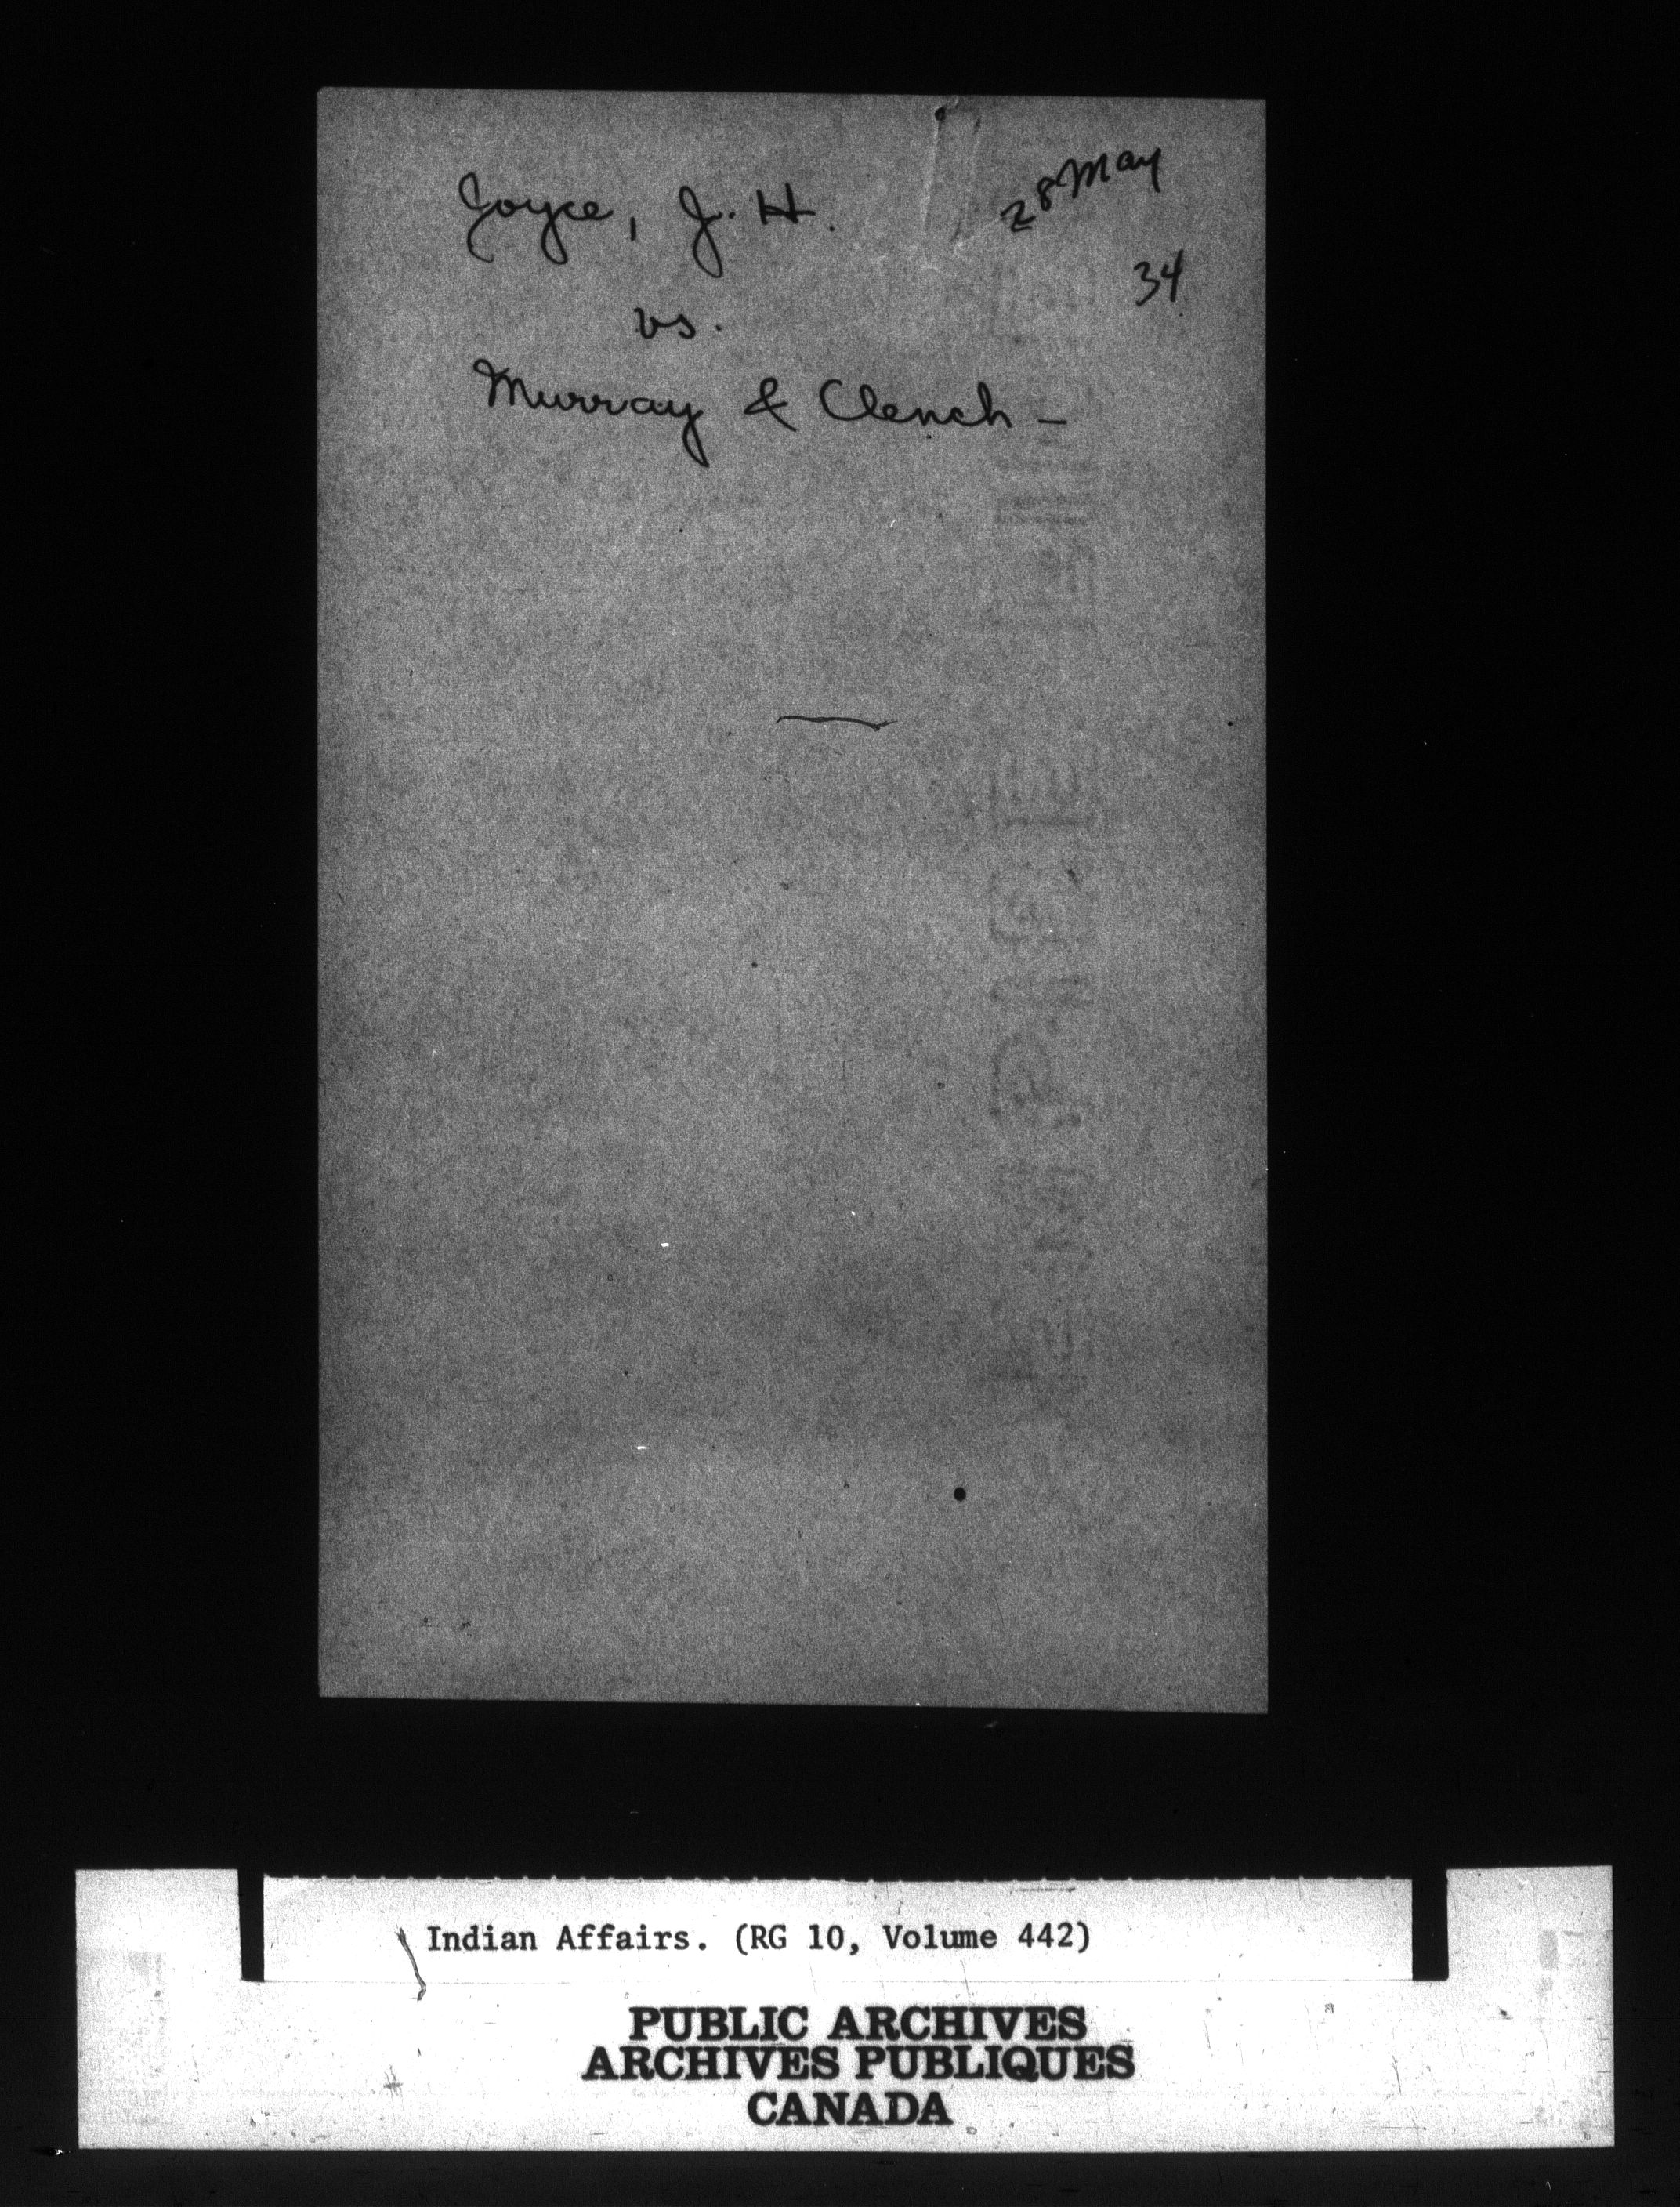 Joyce, J. H.
28 May
34
vs.
Murray & Clench -
Indian Affairs. (RG 10, Volume 442)
PUBLIC ARCHIVES
ARCHIVES PUBLIQUES
CANADA